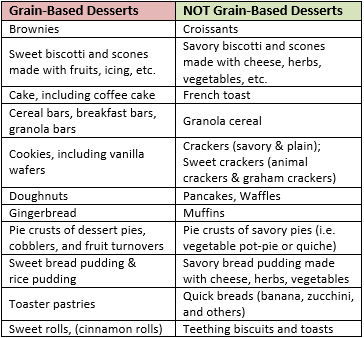 Grain-Based Desserts
NOT Grain-Based Desserts
Brownies
Croissants
Sweet biscotti and scones
made with fruits, icing, etc.
Savory biscotti and scones
made with cheese, herbs,
vegetables, etc.
Cake, including coffee cake
French toast
Cereal bars, breakfast bars,
granola bars
Granola cereal
Cookies, including vanilla
wafers
Crackers (savory & plain);
Sweet crackers (animal
crackers & graham crackers)
Doughnuts
Pancakes, Waffles
Gingerbread
Muffins
Pie crusts of dessert pies,
cobblers, and fruit turnovers
Pie crusts of savory pies (i.e.
vegetable pot-pie or quiche)
Sweet bread pudding &
rice pudding
Savory bread pudding made
with cheese, herbs, vegetables
Toaster pastries
Quick breads (banana, zucchini,
and others)
Sweet rolls, (cinnamon rolls)
Teething biscuits and toasts